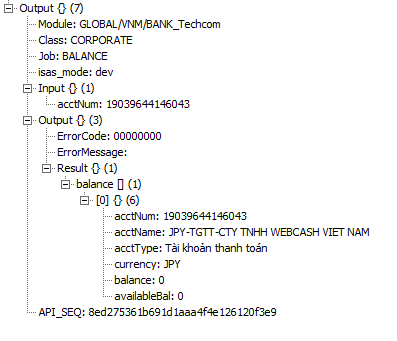 Output {} (7)
Module: GLOBAL/VNM/BANK_Techcom
Class: CORPORATE
Job: BALANCE
isas_mode: dev
Input {} (1)
acctNum: 19039644146043
Output {} (3)
ErrorCode: 00000000
ErrorMessage:
Result {} (1)
balance [] (1)
[0] {} (6)
acctNum: 19039644146043
acctName: JPY-TGTT-CTY TNHH WEBCASH VIET NAM
acctType: Tài khoản thanh toán
currency: JPY
balance: 0
availableBal: 0
API_SEQ: 8ed275361b691d1aaa4f4e126120f3e9